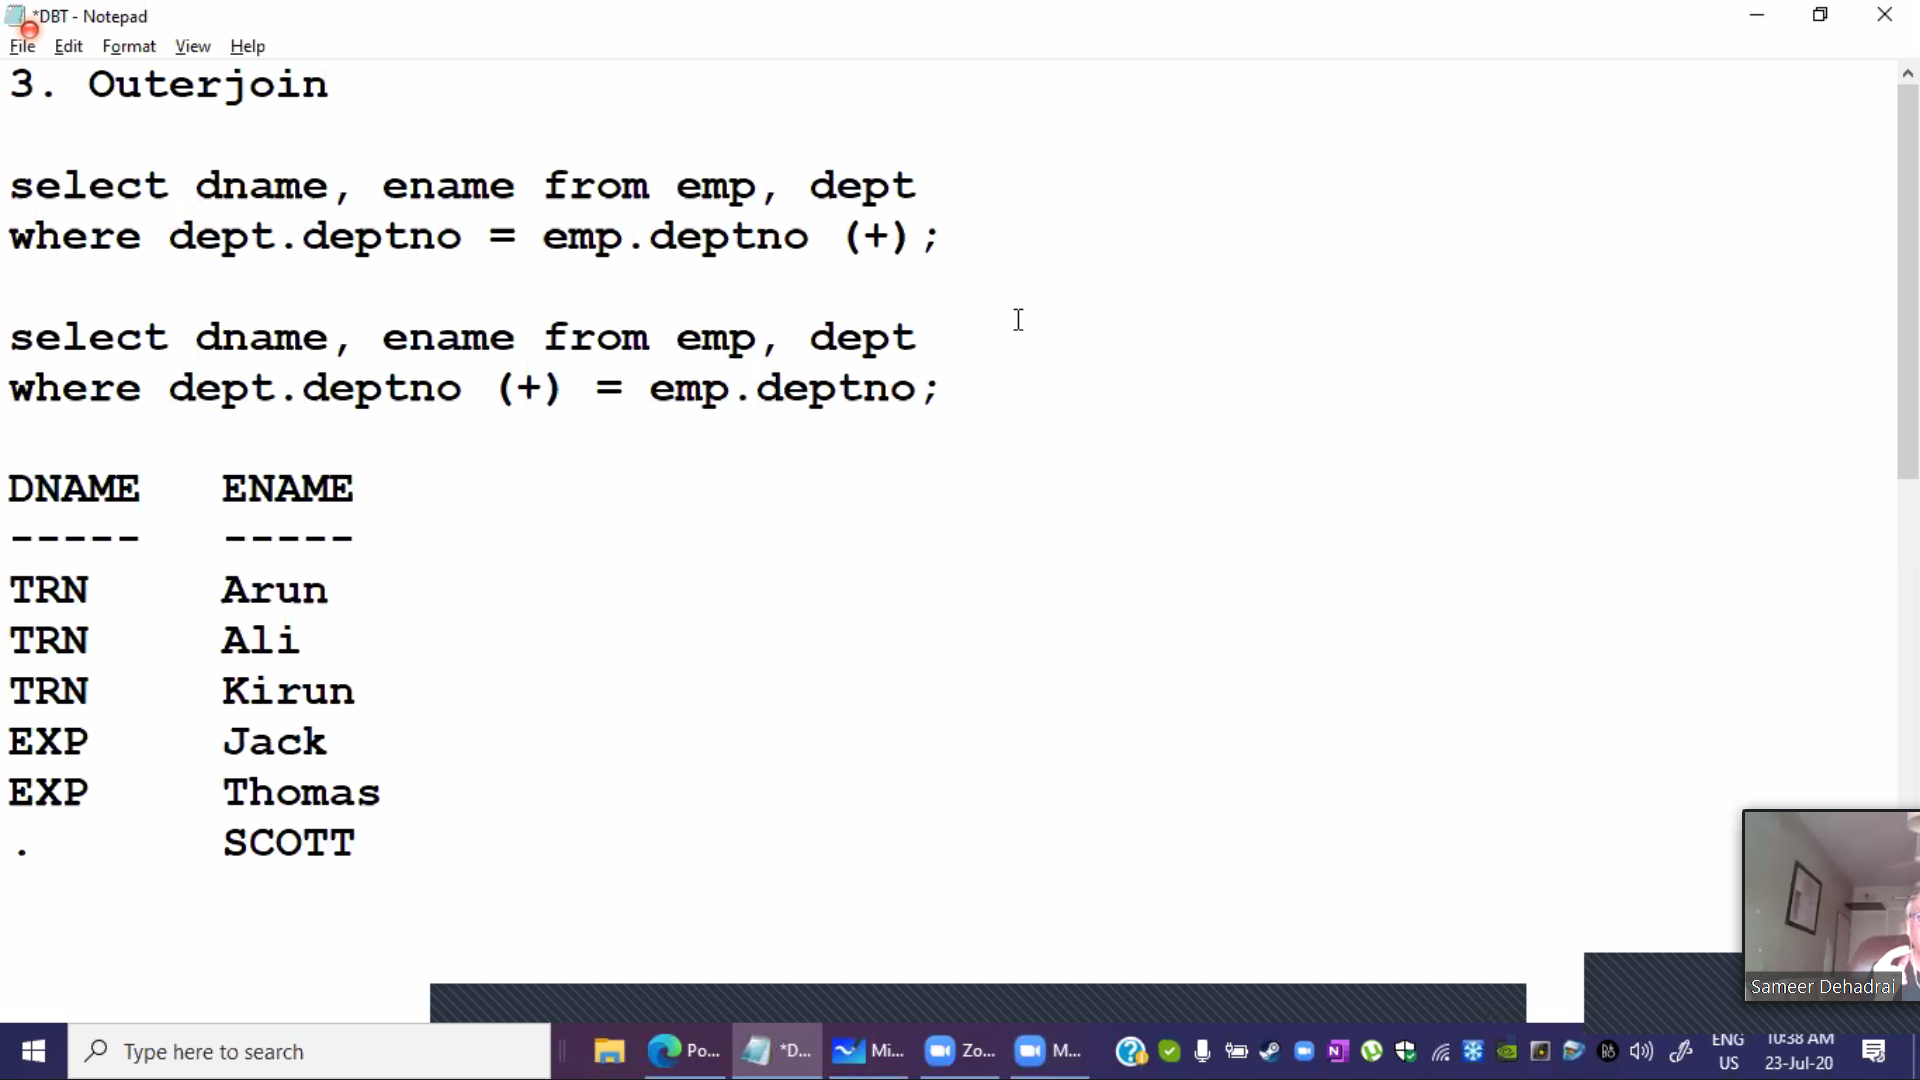 *DBT - Notepad
File Edit Format View Help
3. Outerjoin
select dname, ename from emp, dept
where dept.deptno = emp.deptno (+);
select dname, ename from emp, dept
where dept.deptno (+) = emp.deptno;
DNAME ENAME
----- -----
TRN Arun
TRN Ali
TRN Kirun
EXP Jack
EXP Thomas
. SCOTT
Sameer Dehadrai
Type here to search
Po...
*D...
Mi...
Zo...
M...
ENG
US
10:38 AM
23-Jul-20